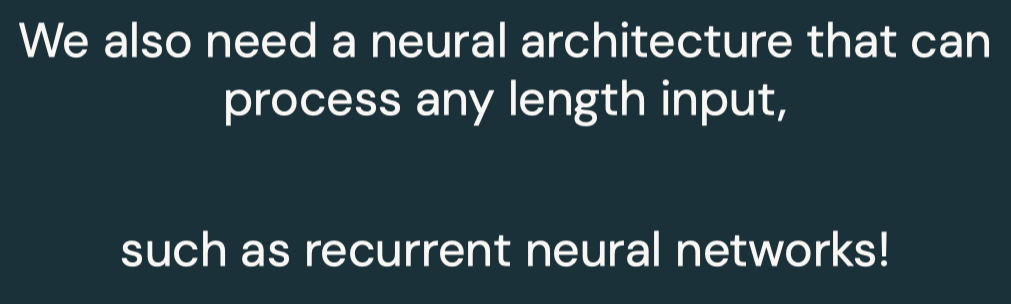 We also need a neural architecture that can
process any length input,
such as recurrent neural networks!